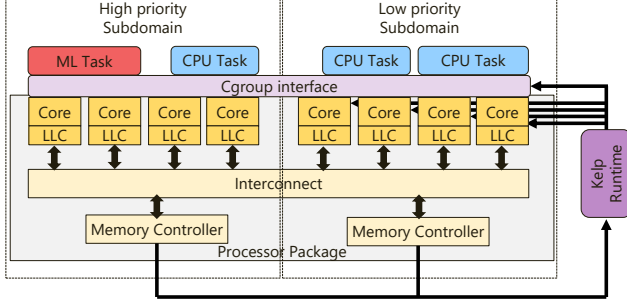 High priority
Subdomain
Low priority
Subdomain
ML Task
CPU Task
CPU Task
CPU Task
Cgroup interface
Core
Core
Core
Core
Core
Core
Core
Core
LLC
LLC
LLC
LLC
LLC
LLC
LLC
LLC
Kelp
Runtime
Interconnect
Memory Controller
Memory Controller
Processor Package